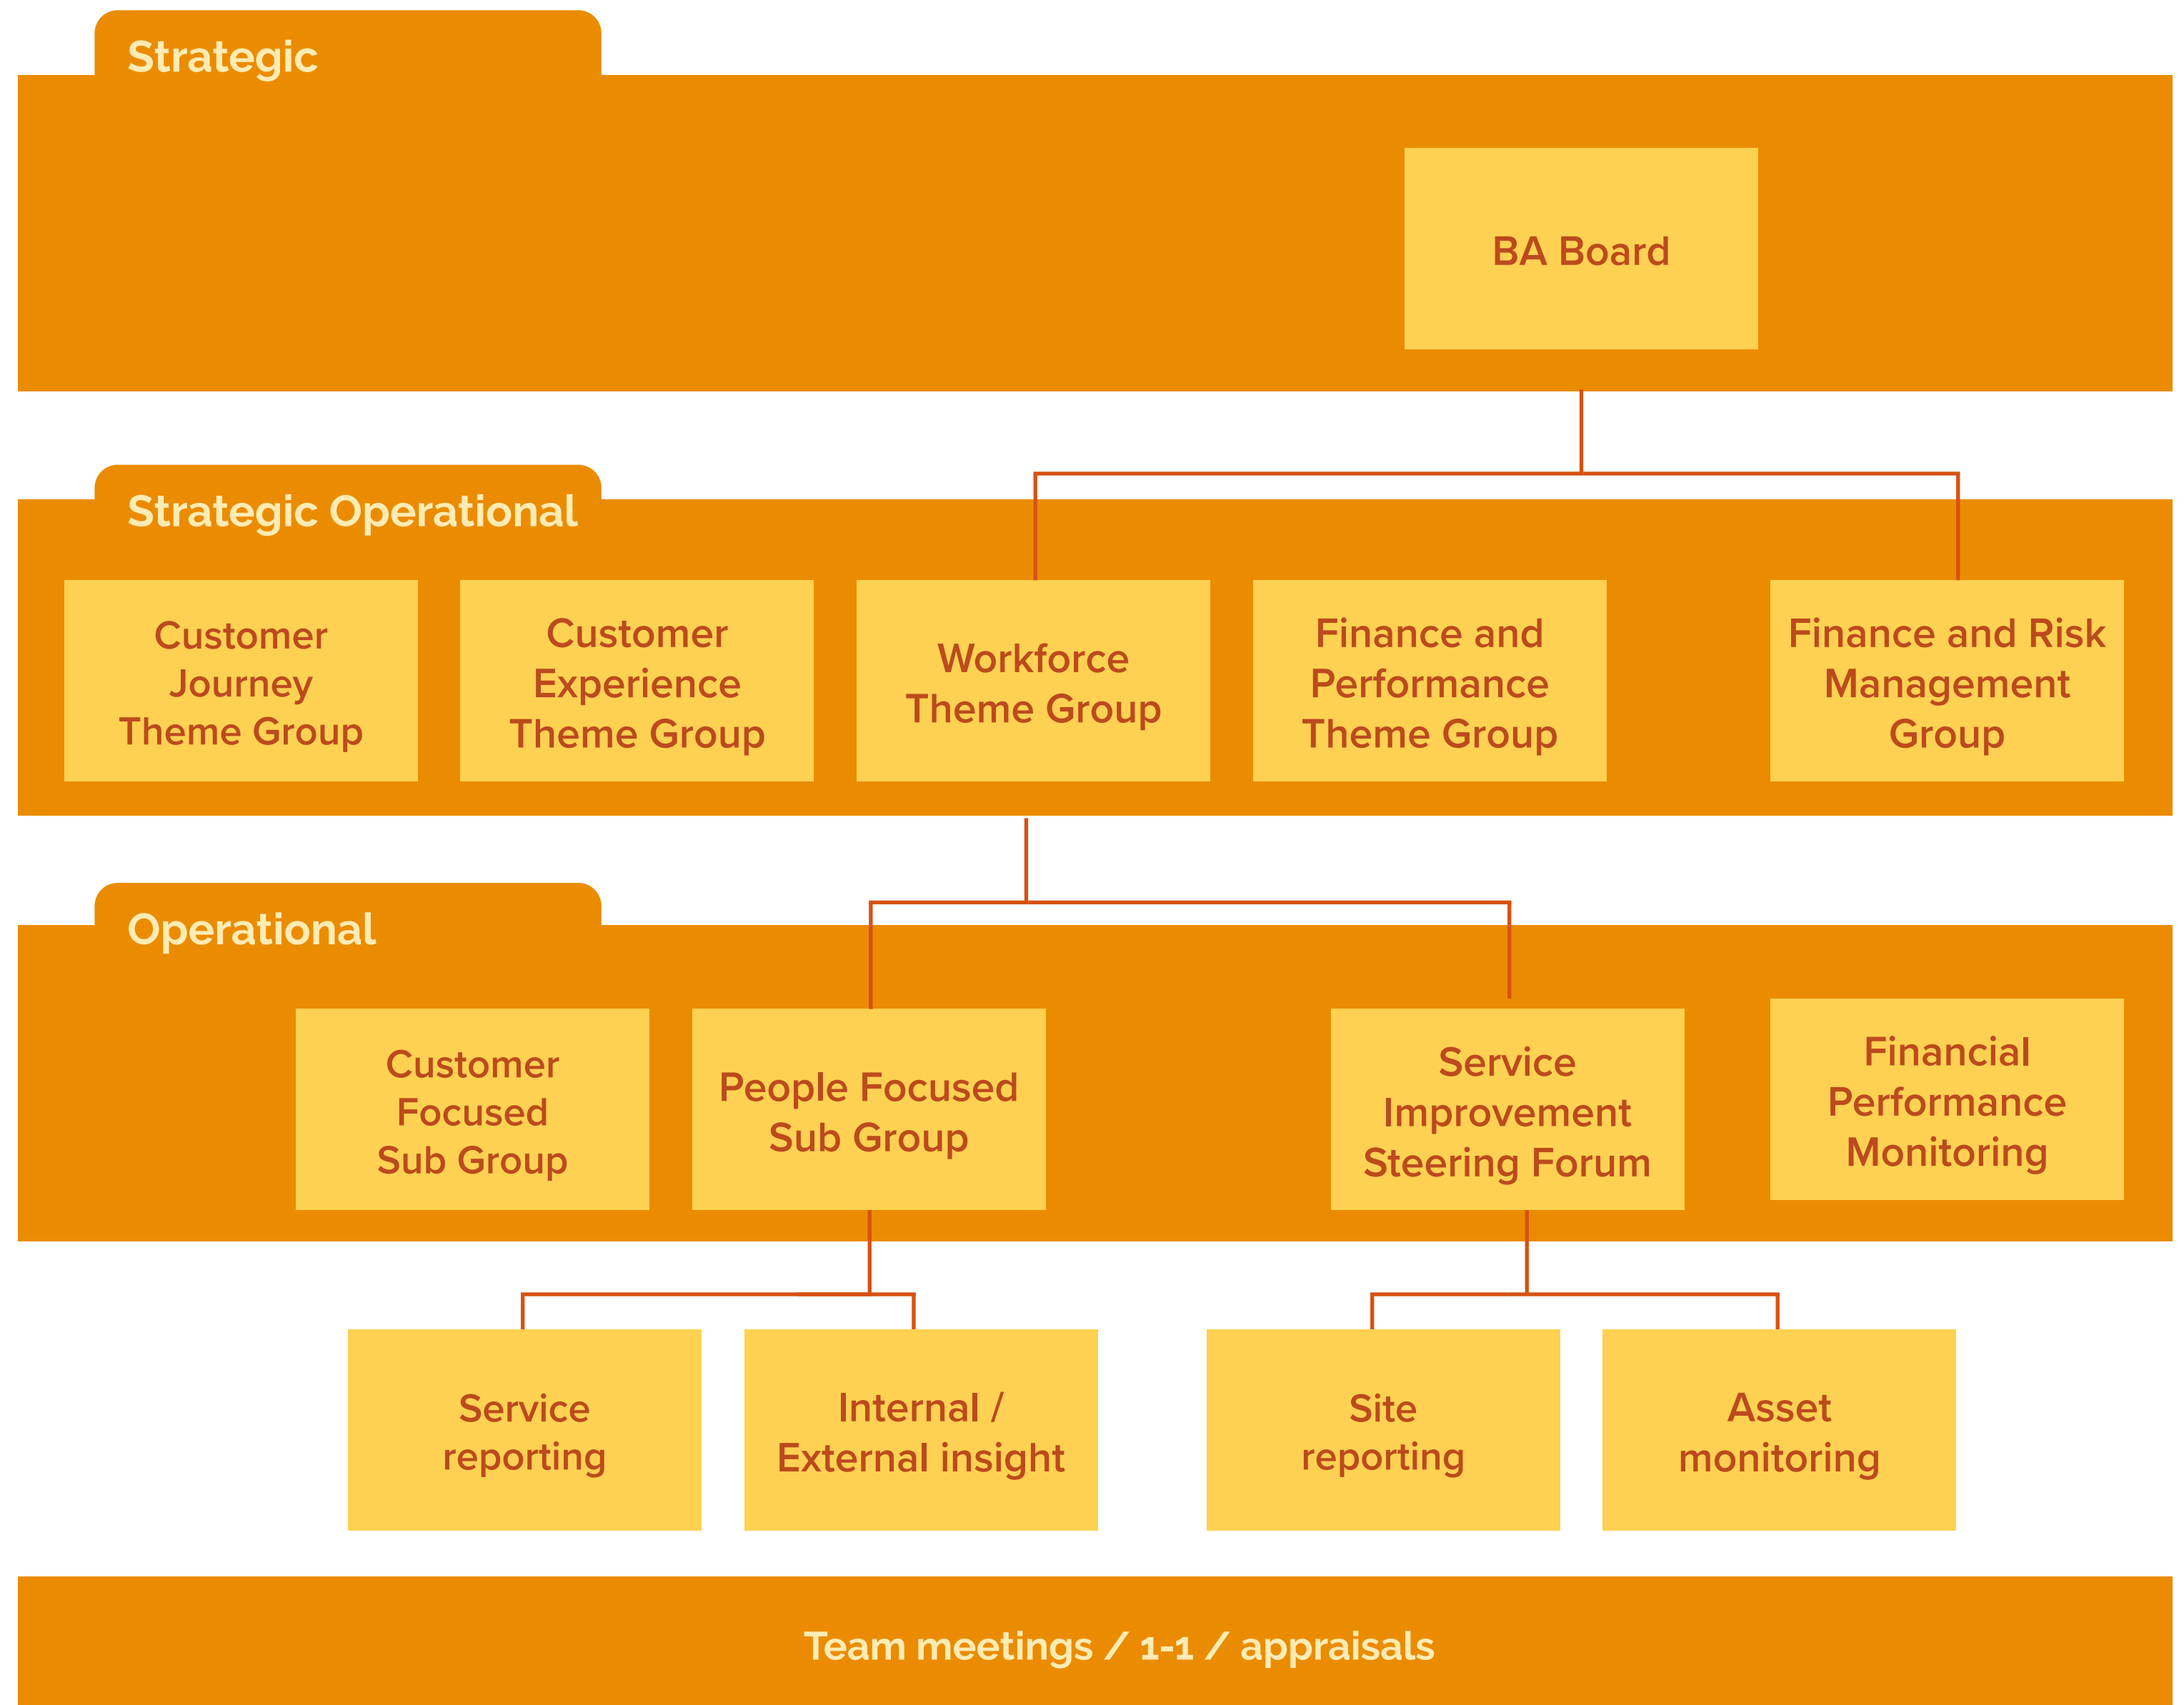 Strategic
BA Board
Strategic Operational
Customer
Journey
Theme Group
Customer
Experience
Theme Group
Workforce
Theme Group
Finance and
Performance
Theme Group
Finance and Risk
Management
Group
Operational
Customer
Focused
Sub Group
People Focused
Sub Group
Service
Improvement
Steering Forum
Financial
Performance
Monitoring
Service
reporting
Internal /
External insight
Site
reporting
Asset
monitoring
Team meetings / 1-1 / appraisals